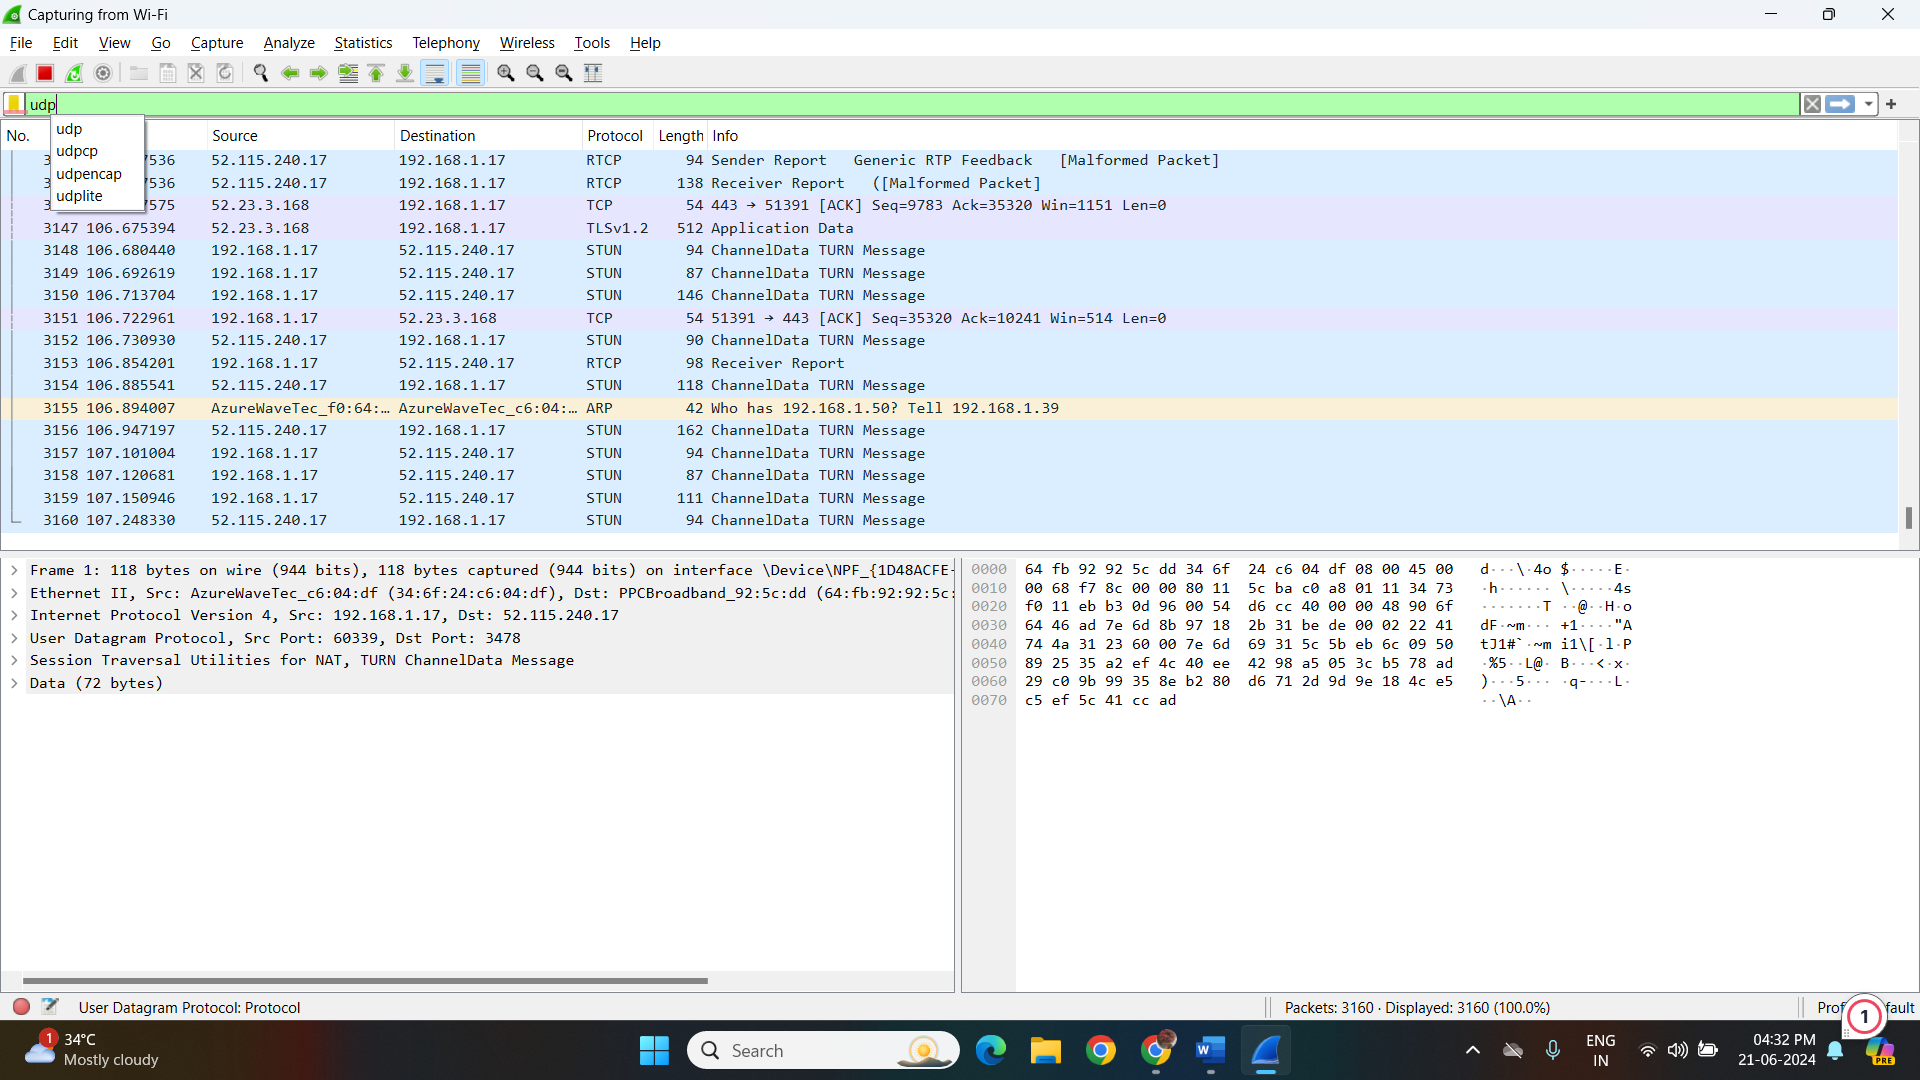 Capturing from Wi-Fi
File Edit View Go Capture Analyze Statistics Telephony Wireless Tools Help
udp
udp
udpcp
udpencap
udplite
No. Source Destination Protocol Length Info
7536 52.115.240.17 192.168.1.17 RTCP 94 Sender Report Generic RTP Feedback [Malformed Packet]
7536 52.115.240.17 192.168.1.17 RTCP 138 Receiver Report ([Malformed Packet]
7575 52.23.3.168 192.168.1.17 TCP 54 443 → 51391 [ACK] Seq=9783 Ack=35320 Win=1151 Len=0
3147 106.675394 52.23.3.168 192.168.1.17 TLSv1.2 512 Application Data
3148 106.680440 192.168.1.17 52.115.240.17 STUN 94 ChannelData TURN Message
3149 106.692619 192.168.1.17 52.115.240.17 STUN 87 ChannelData TURN Message
3150 106.713704 192.168.1.17 52.115.240.17 STUN 146 ChannelData TURN Message
3151 106.722961 192.168.1.17 52.23.3.168 TCP 54 51391 → 443 [ACK] Seq=35320 Ack=10241 Win=514 Len=0
3152 106.730930 52.115.240.17 192.168.1.17 STUN 90 ChannelData TURN Message
3153 106.854201 192.168.1.17 52.115.240.17 RTCP 98 Receiver Report
3154 106.885541 52.115.240.17 192.168.1.17 STUN 118 ChannelData TURN Message
3155 106.894007 AzureWaveTec_f0:64:… AzureWaveTec_c6:04:… ARP 42 Who has 192.168.1.50? Tell 192.168.1.39
3156 106.947197 52.115.240.17 192.168.1.17 STUN 162 ChannelData TURN Message
3157 107.101004 192.168.1.17 52.115.240.17 STUN 94 ChannelData TURN Message
3158 107.120681 192.168.1.17 52.115.240.17 STUN 87 ChannelData TURN Message
3159 107.150946 192.168.1.17 52.115.240.17 STUN 111 ChannelData TURN Message
3160 107.248330 52.115.240.17 192.168.1.17 STUN 94 ChannelData TURN Message
Frame 1: 118 bytes on wire (944 bits), 118 bytes captured (944 bits) on interface \Device\NPF_{1D48ACFE-
Ethernet II, Src: AzureWaveTec_c6:04:df (34:6f:24:c6:04:df), Dst: PPCBroadband_92:5c:dd (64:fb:92:92:5c:
Internet Protocol Version 4, Src: 192.168.1.17, Dst: 52.115.240.17
User Datagram Protocol, Src Port: 60339, Dst Port: 3478
Session Traversal Utilities for NAT, TURN ChannelData Message
Data (72 bytes)
0000 64 fb 92 92 5c dd 34 6f 24 c6 04 df 08 00 45 00 d···\·4o $·····E·
0010 00 68 f7 8c 00 00 80 11 5c ba c0 a8 01 11 34 73 ·h······ \·····4s
0020 f0 11 eb b3 0d 96 00 54 d6 cc 40 00 00 48 90 6f ·······T ··@··H·o
0030 64 46 ad 7e 6d 8b 97 18 2b 31 be de 00 02 22 41 dF·~m··· +1····"A
0040 74 4a 31 23 60 00 7e 6d 69 31 5c 5b eb 6c 09 50 tJ1#`·~m i1\[·l·P
0050 89 25 35 a2 ef 4c 40 ee 42 98 a5 05 3c b5 78 ad ·%5··L@· B···<·x·
0060 29 c0 9b 99 35 8e b2 80 d6 71 2d 9d 9e 18 4c e5 )···5··· ·q-···L·
0070 c5 ef 5c 41 cc ad ··\A··
User Datagram Protocol: Protocol
Packets: 3160 · Displayed: 3160 (100.0%)
1
1
34°C
Mostly cloudy
Search
W
ENG
IN
04:32 PM
21-06-2024
PRE